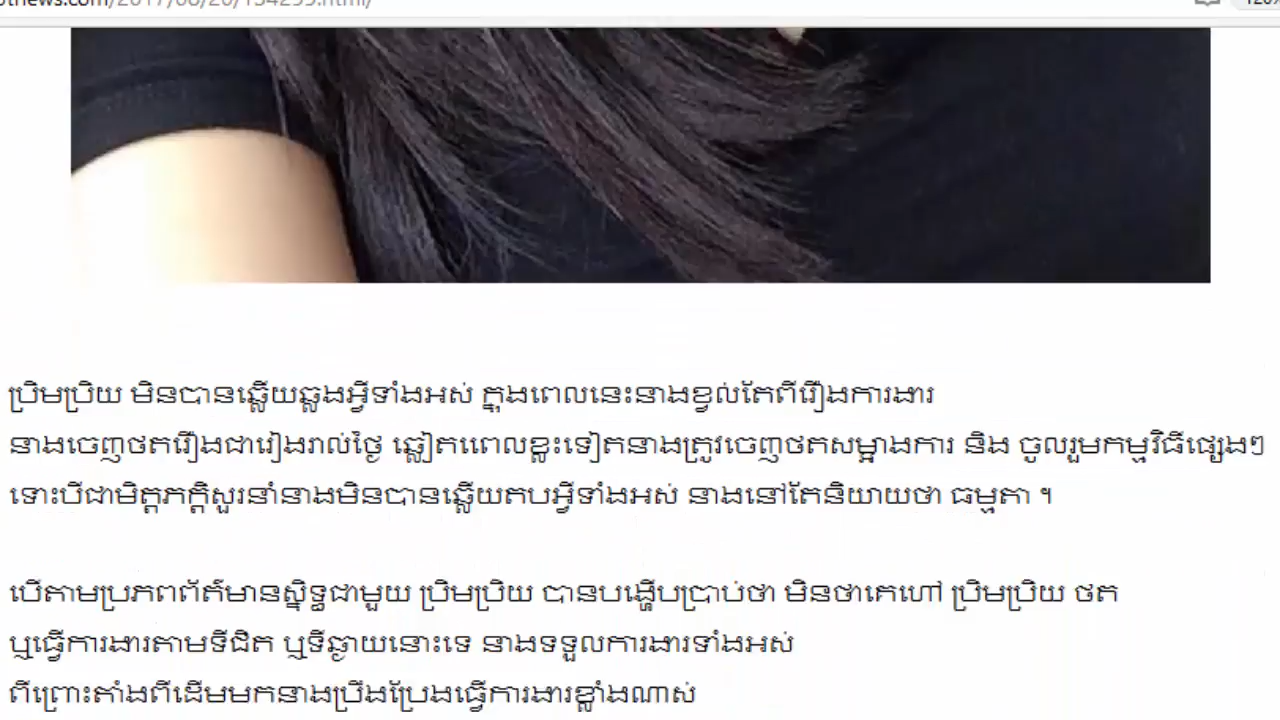 otnews.com/2017/06/20/134299.html/
120%
ប្រិមប្រិយ មិនបានឆ្លើយឆ្លងអ្វីទាំងអស់ ក្នុងពេលនេះនាងខ្វល់តែពីរឿងការងារ
នាងចេញថតរឿងជារៀងរាល់ថ្ងៃ ឆ្លៀតពេលខ្លះទៀតនាងត្រូវចេញថតសម្អាងការ និង ចូលរួមកម្មវិធីផ្សេងៗ
ទោះបីជាមិត្តភក្តិសួរនាំនាងមិនបានឆ្លើយតបអ្វីទាំងអស់ នាងនៅតែនិយាយថា ធម្មតា ។
បើតាមប្រភពព័ត៌មានស្និទ្ធជាមួយ ប្រិមប្រិយ បានបង្ហើបប្រាប់ថា មិនថាគេហៅ ប្រិមប្រិយ ថត
ឬធ្វើការងារតាមទីជិត ឬទីឆ្ងាយនោះទេ នាងទទួលការងារទាំងអស់
ពីព្រោះតាំងពីដើមមកនាងប្រឹងប្រែងធ្វើការងារខ្លាំងណាស់